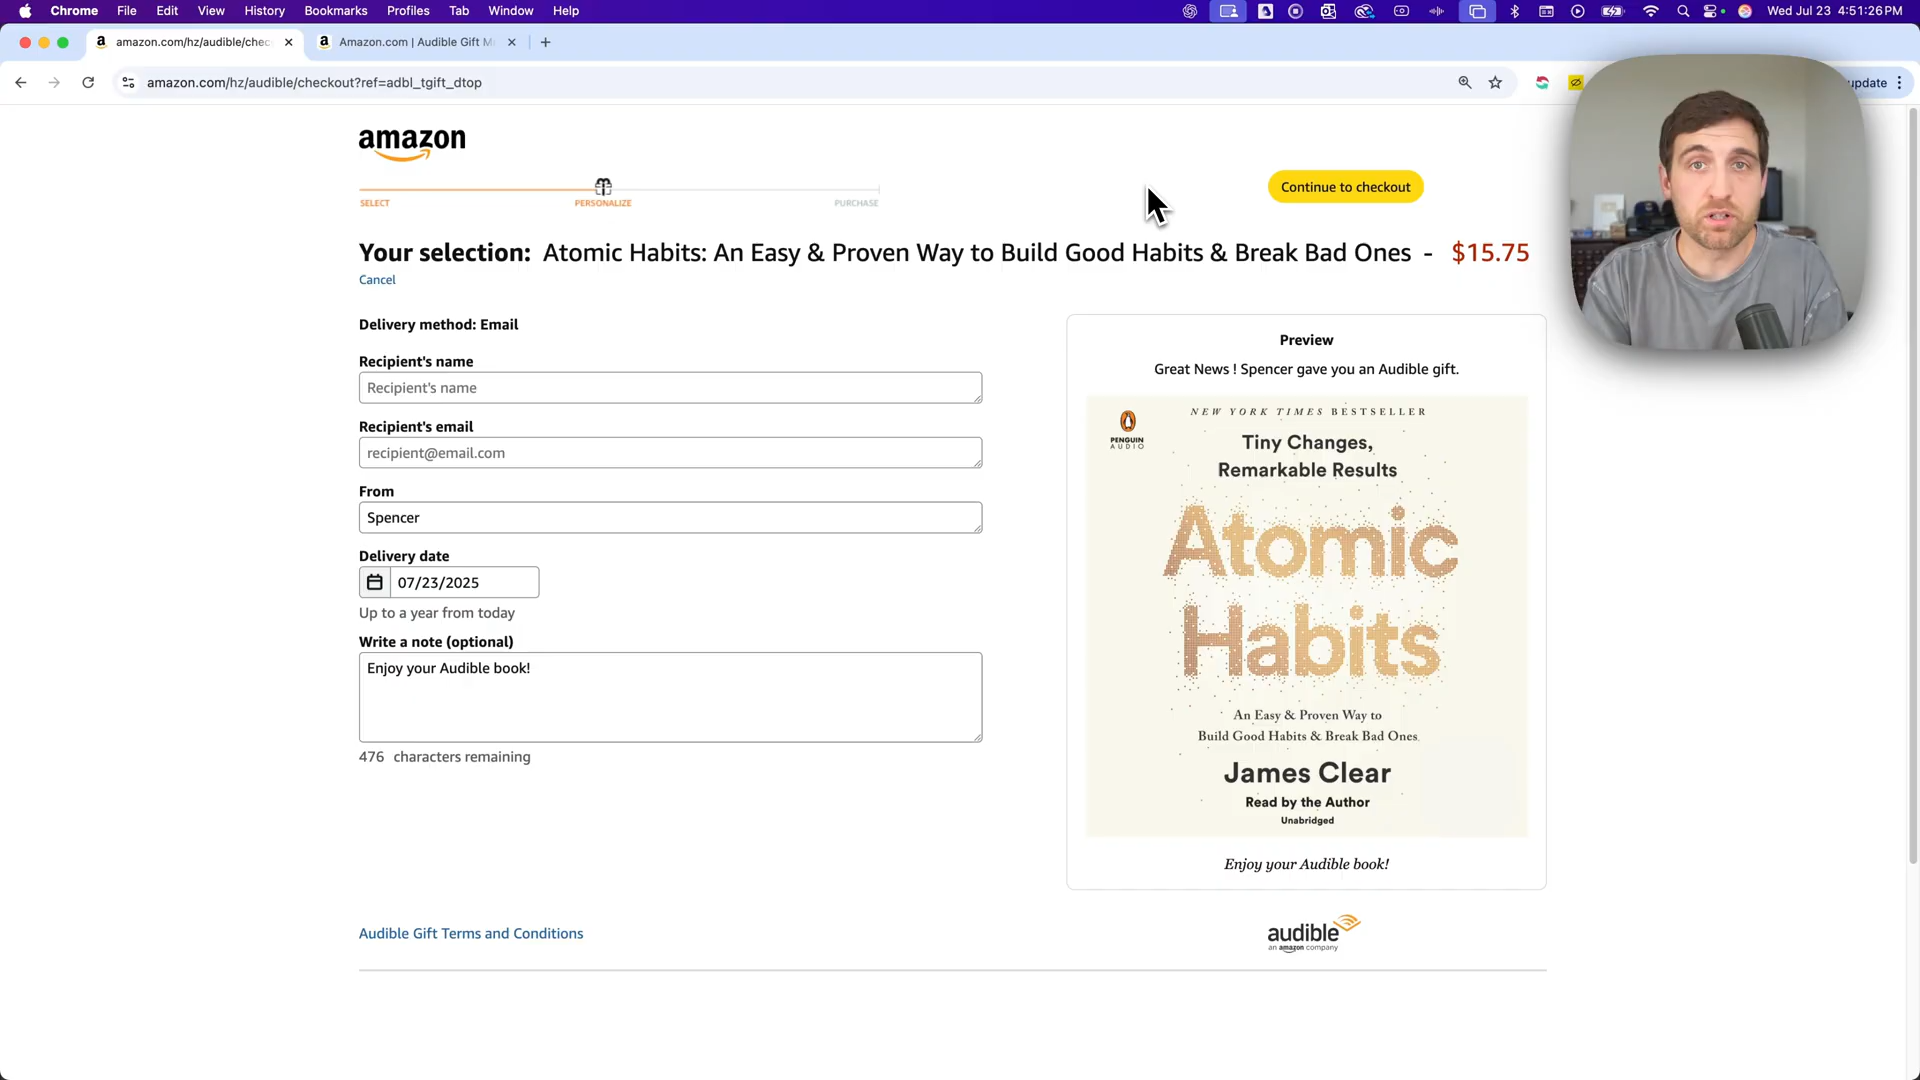 Chrome File Edit View History Bookmarks Profiles Tab Window Help
Wed Jul 23 4:51:26 PM
amazon.com/hz/audible/chec
Amazon.com | Audible Gift M
amazon.com/hz/audible/checkout?ref=adbl_tgift_dtop
update
amazon
SELECT
PERSONALIZE
PURCHASE
Continue to checkout
Your selection: Atomic Habits: An Easy & Proven Way to Build Good Habits & Break Bad Ones - $15.75
Cancel
Delivery method: Email
Recipient's name
Recipient's name
Recipient's email
recipient@email.com
From
Spencer
Delivery date
07/23/2025
Up to a year from today
Write a note (optional)
Enjoy your Audible book!
476 characters remaining
Preview
Great News ! Spencer gave you an Audible gift.
NEW YORK TIMES BESTSELLER
PENGUIN
AUDIO
Tiny Changes,
Remarkable Results
Atomic
Habits
An Easy & Proven Way to
Build Good Habits & Break Bad Ones
James Clear
Read by the Author
Unabridged
Enjoy your Audible book!
Audible Gift Terms and Conditions
audible
an amazon company